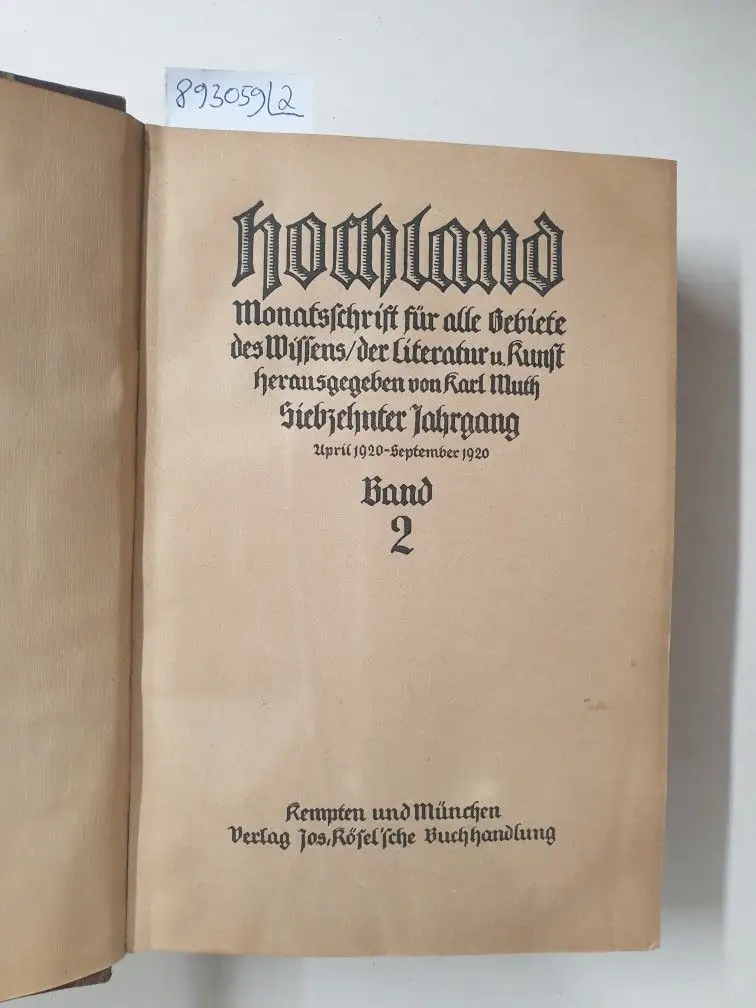 893059L2
Hochland
Monatsschrift für alle Gebiete
des Wissens/der Literatur u. Kunst
Herausgegeben von Karl Muth
Siebzehnter Jahrgang
April 1920-September 1920
Band
2
Kempten und München
Verlag Jos. Kösel'sche Buchhandlung